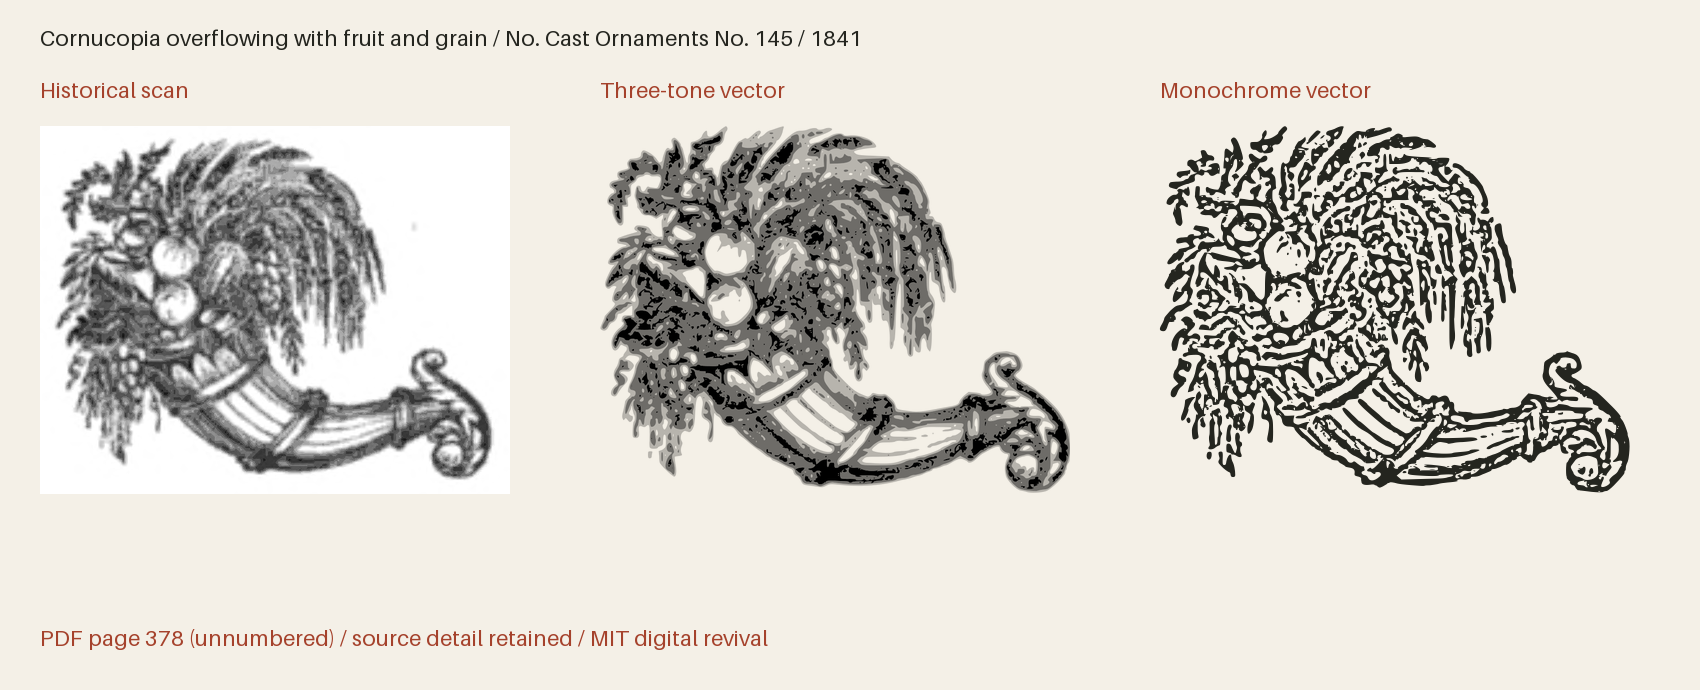 Cornucopia overflowing with fruit and grain / No. Cast Ornaments No. 145 / 1841
Historical scan
Three-tone vector
Monochrome vector
PDF page 378 (unnumbered) / source detail retained / MIT digital revival